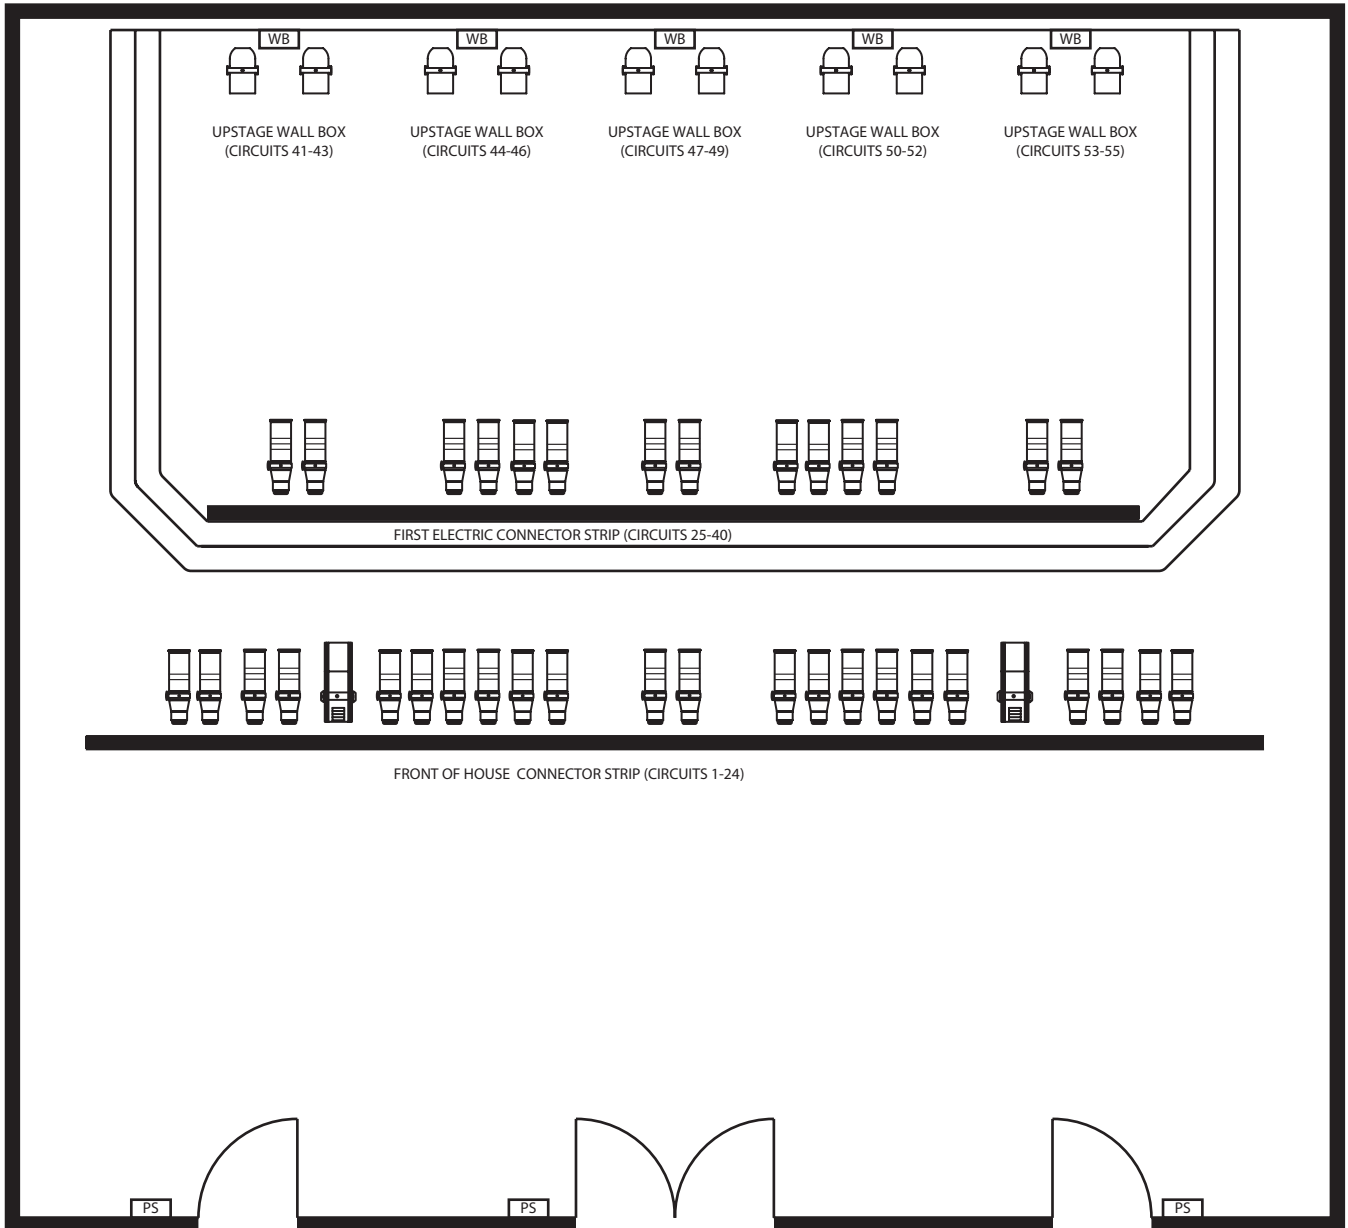 WB WB WB WB WB
UPSTAGE WALL BOX
(CIRCUITS 41-43)
UPSTAGE WALL BOX
(CIRCUITS 44-46)
UPSTAGE WALL BOX
(CIRCUITS 47-49)
UPSTAGE WALL BOX
(CIRCUITS 50-52)
UPSTAGE WALL BOX
(CIRCUITS 53-55)
FIRST ELECTRIC CONNECTOR STRIP (CIRCUITS 25-40)
FRONT OF HOUSE CONNECTOR STRIP (CIRCUITS 1-24)
PS PS PS